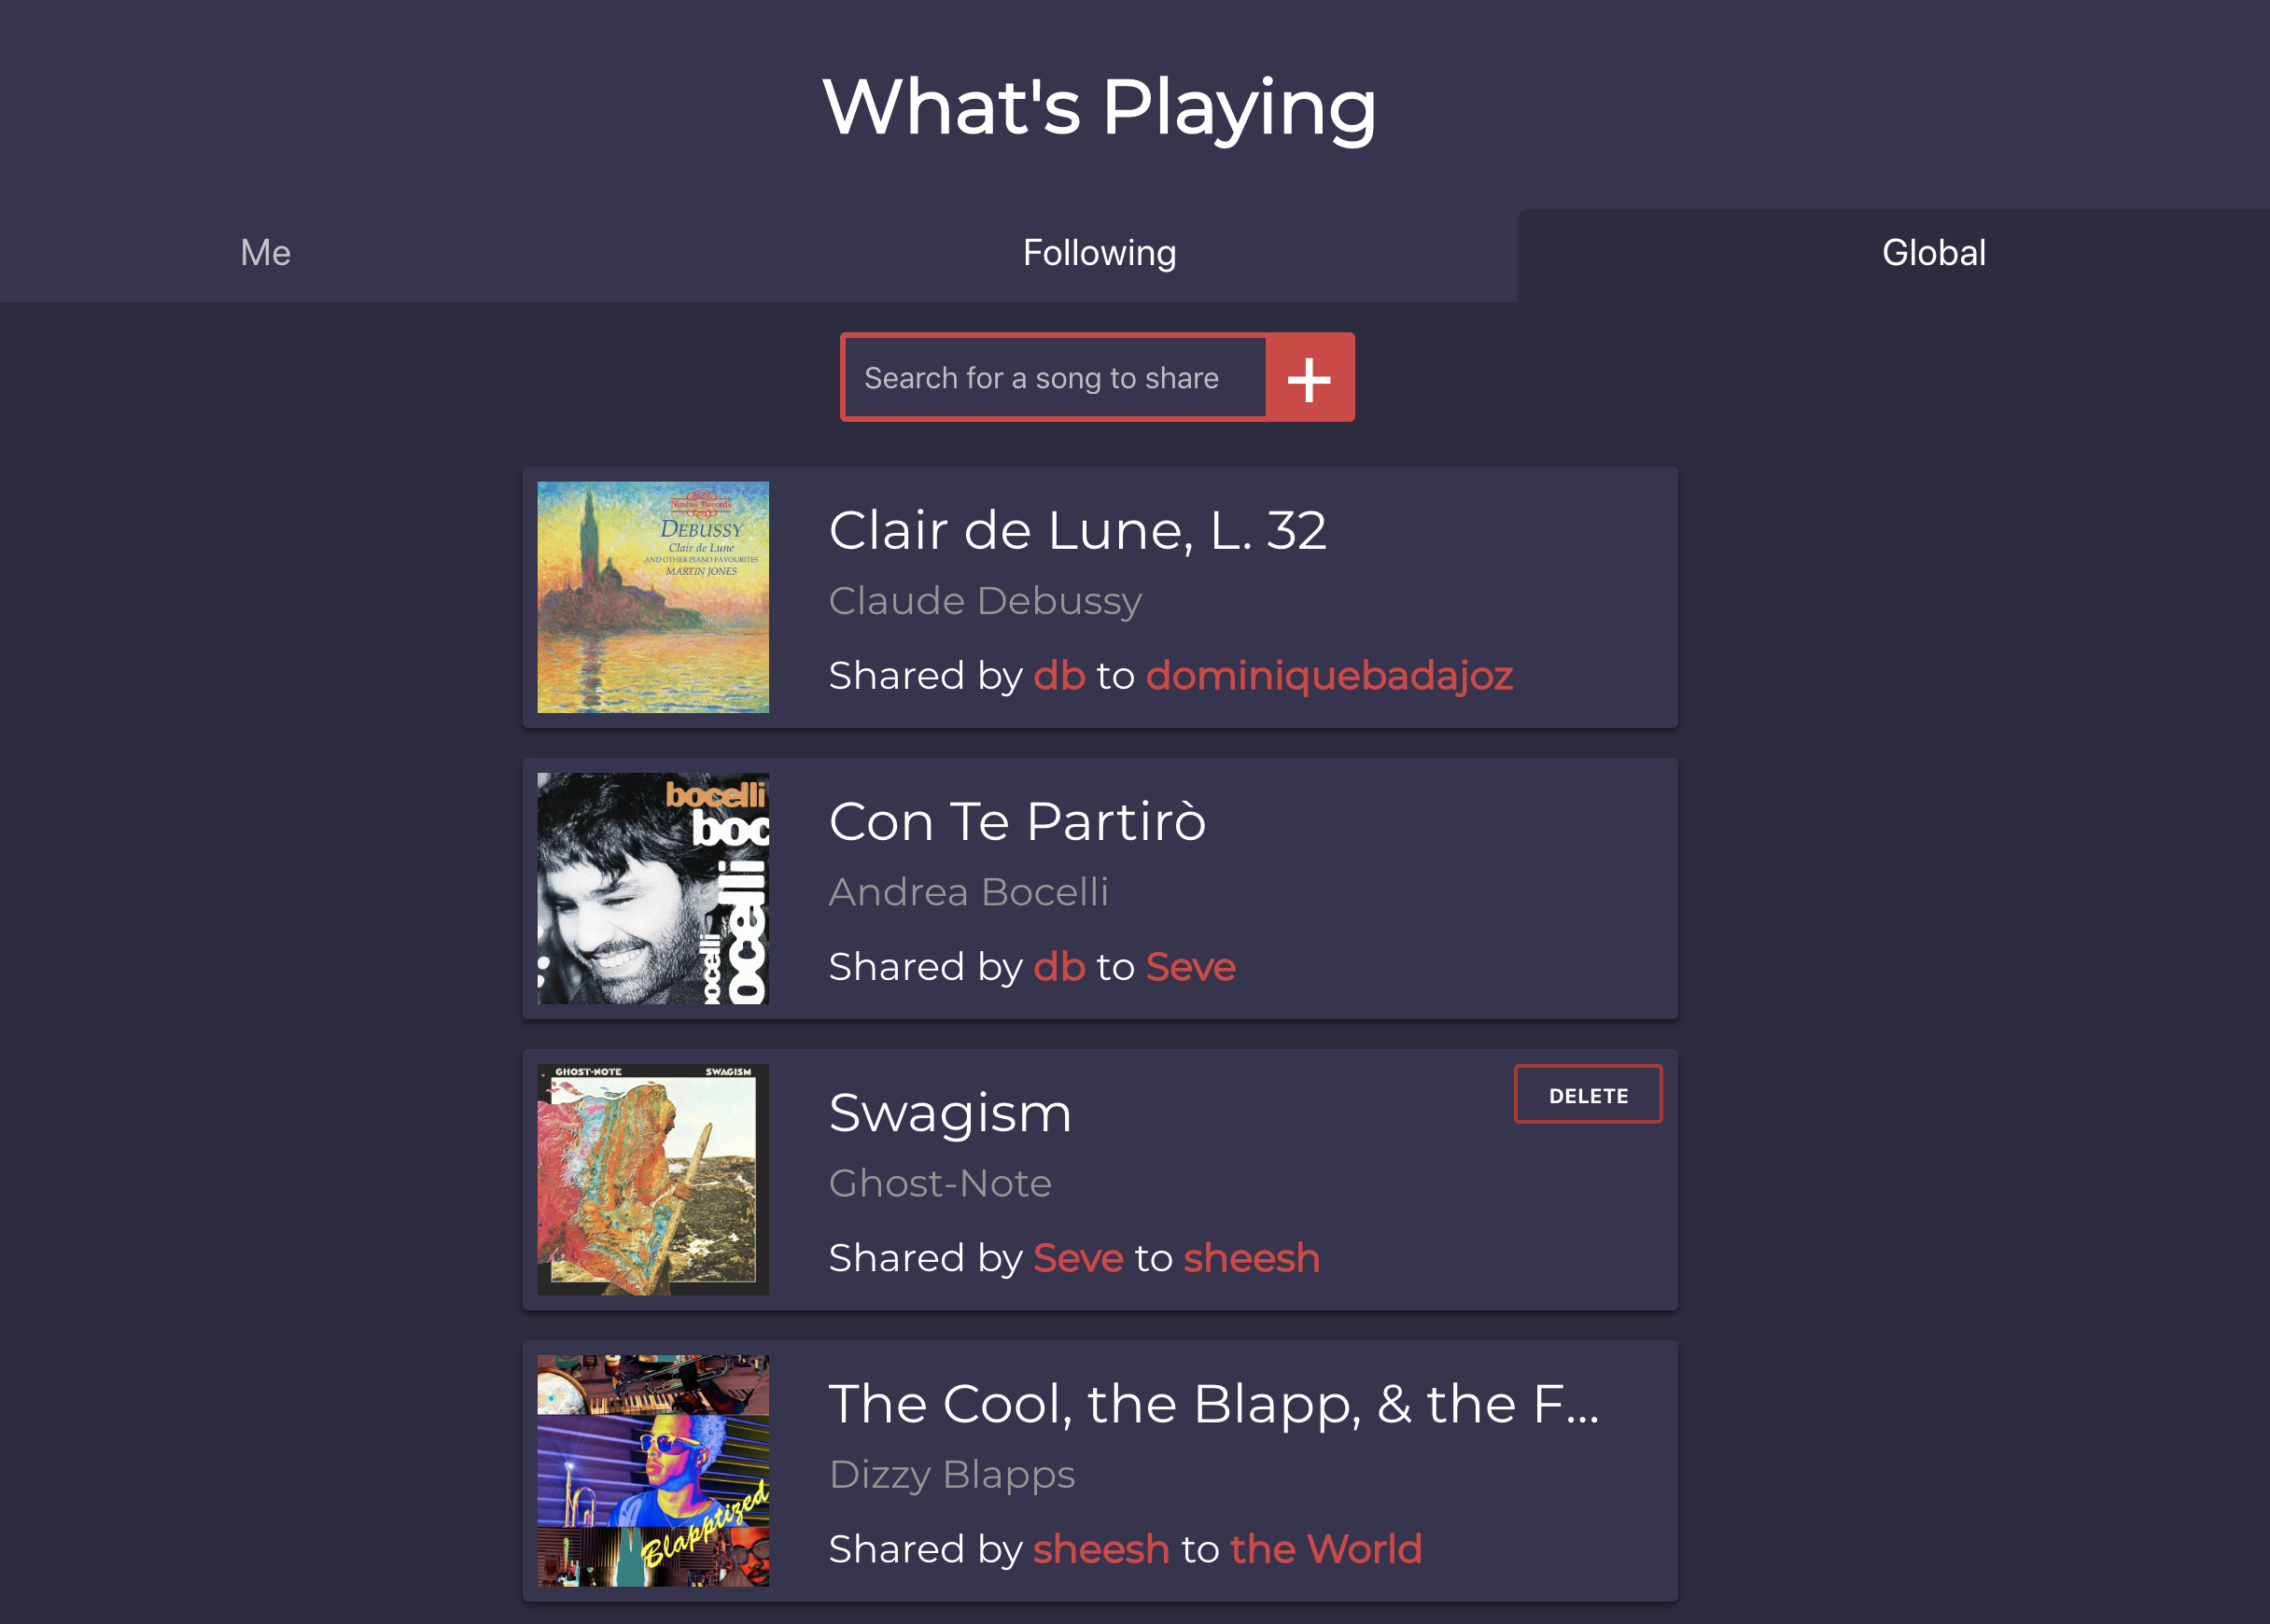 What's Playing
Me
Following
Global
Search for a song to share
+
Nimbus Records
DEBUSSY
Clair de Lune
AND OTHER PIANO FAVOURITES
MARTIN JONES
Clair de Lune, L. 32
Claude Debussy
Shared by db to dominiquebadajoz
bocelli
boc
ocelli
ocelli
Con Te Partirò
Andrea Bocelli
Shared by db to Seve
GHOST-NOTE SWAGISM
Swagism
DELETE
Ghost-Note
Shared by Seve to sheesh
Blapptized
The Cool, the Blapp, & the F...
Dizzy Blapps
Shared by sheesh to the World